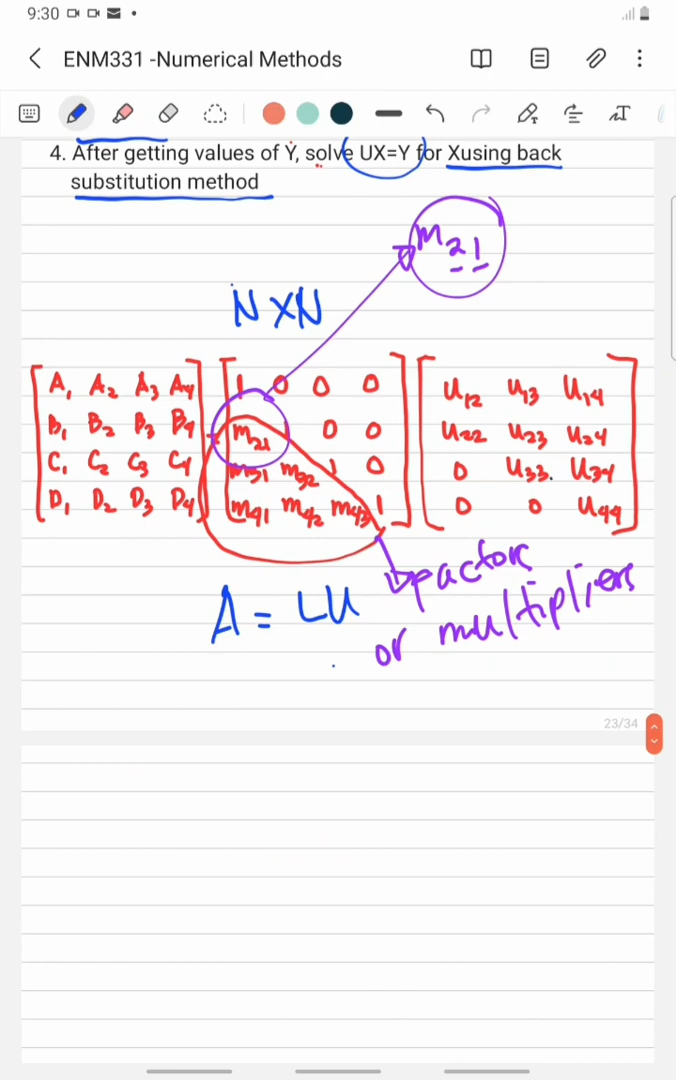 9:30
ENM331 -Numerical Methods
4. After getting values of Y, solve UX=Y for Xusing back
substitution method
m21
N X N
A1 A2 A3 A4 1 0 0 0 U12 U13 U14
B1 B2 B3 B4 m21 1 0 0 U22 U23 U24
C1 C2 C3 C4 m31 m32 1 0 0 U33. U34
D1 D2 D3 D4 m41 m42 m43 1 0 0 U44
A = LU
factors
or multipliers
23/34